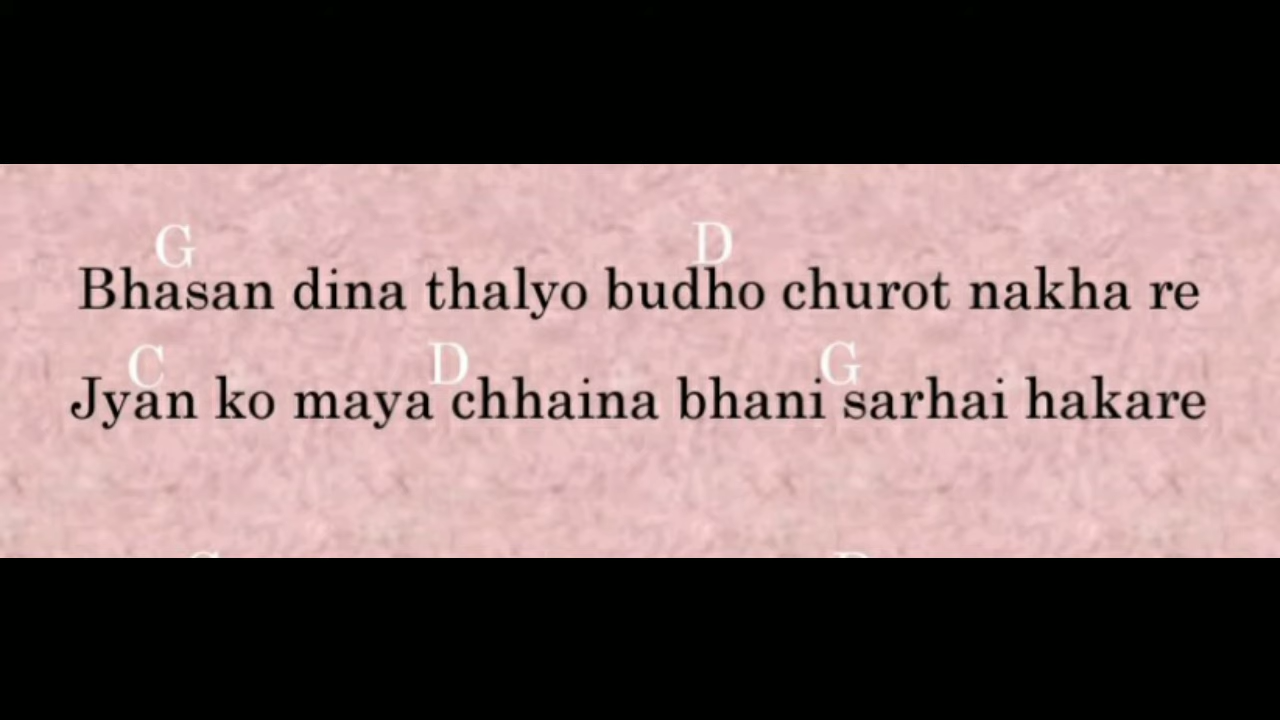 G D
Bhasan dina thalyo budho churot nakha re
C D G
Jyan ko maya chhaina bhani sarhai hakare